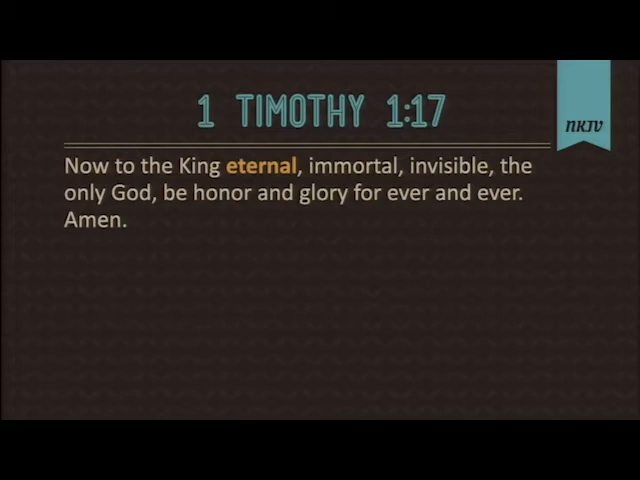 1 TIMOTHY 1:17
NKJV
Now to the King eternal, immortal, invisible, the
only God, be honor and glory for ever and ever.
Amen.